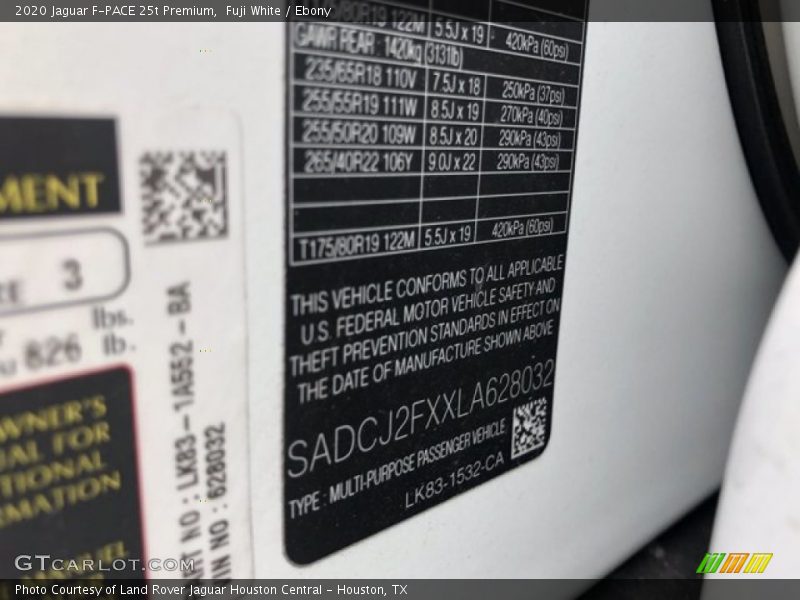 2020 Jaguar F-PACE 25t Premium,  Fuji White / Ebony
/80R19 122M 5.5J x 19 420kPa (60psi)
GAWR REAR 1420kg (3131lb)
235/65R18 110V 7.5J x 18 250kPa (37psi)
255/55R19 111W 8.5J x 19 270kPa (40psi)
255/50R20 109W 8.5J x 20 290kPa (43psi)
265/40R22 106Y 9.0J x 22 290kPa (43psi)
T175/80R19 122M 5.5J x 19 420kPa (60psi)
THIS VEHICLE CONFORMS TO ALL APPLICABLE
U.S. FEDERAL MOTOR VEHICLE SAFETY AND
THEFT PREVENTION STANDARDS IN EFFECT ON
THE DATE OF MANUFACTURE SHOWN ABOVE
SADCJ2FXXLA628032
TYPE : MULTI-PURPOSE PASSENGER VEHICLE
LK83-1532-CA
MENT
3
lbs.
826 lb.
WNER'S
AL FOR
TIONAL
MATION
ART NO : LK83-1A552-BA
IN NO : 628032
GTCARLOT.COM
Photo Courtesy of Land Rover Jaguar Houston Central - Houston, TX